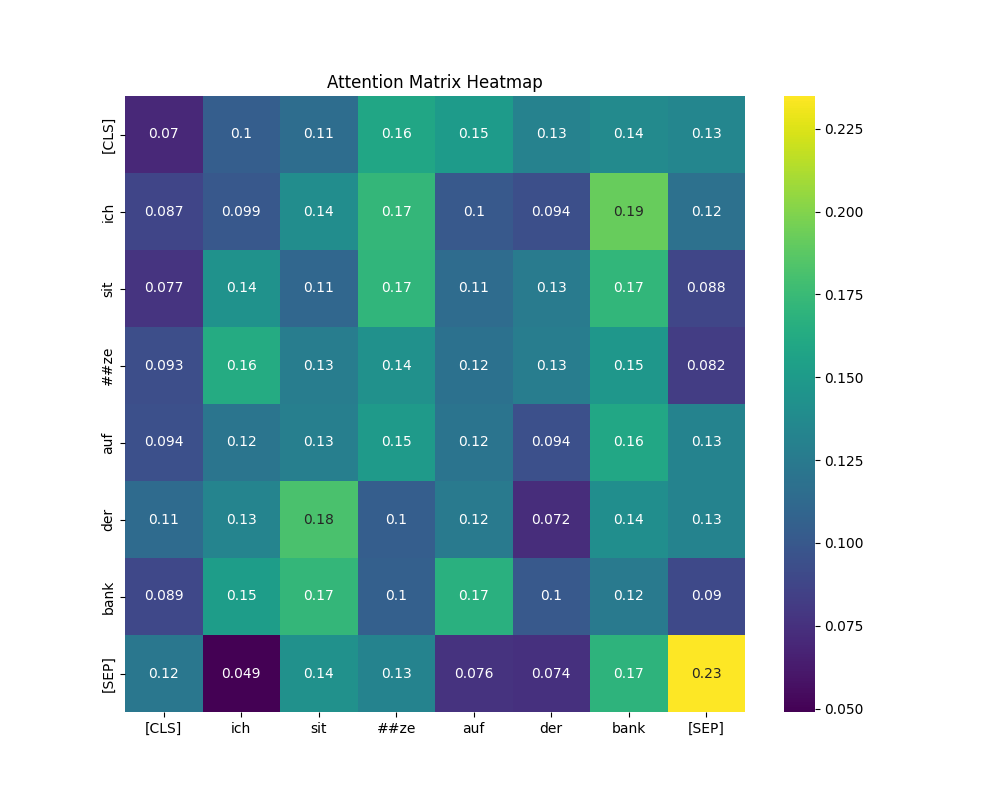 Attention Matrix Heatmap
[CLS] 0.07 0.1 0.11 0.16 0.15 0.13 0.14 0.13
ich 0.087 0.099 0.14 0.17 0.1 0.094 0.19 0.12
sit 0.077 0.14 0.11 0.17 0.11 0.13 0.17 0.088
##ze 0.093 0.16 0.13 0.14 0.12 0.13 0.15 0.082
auf 0.094 0.12 0.13 0.15 0.12 0.094 0.16 0.13
der 0.11 0.13 0.18 0.1 0.12 0.072 0.14 0.13
bank 0.089 0.15 0.17 0.1 0.17 0.1 0.12 0.09
[SEP] 0.12 0.049 0.14 0.13 0.076 0.074 0.17 0.23
[CLS] ich sit ##ze auf der bank [SEP]
0.225
0.200
0.175
0.150
0.125
0.100
0.075
0.050